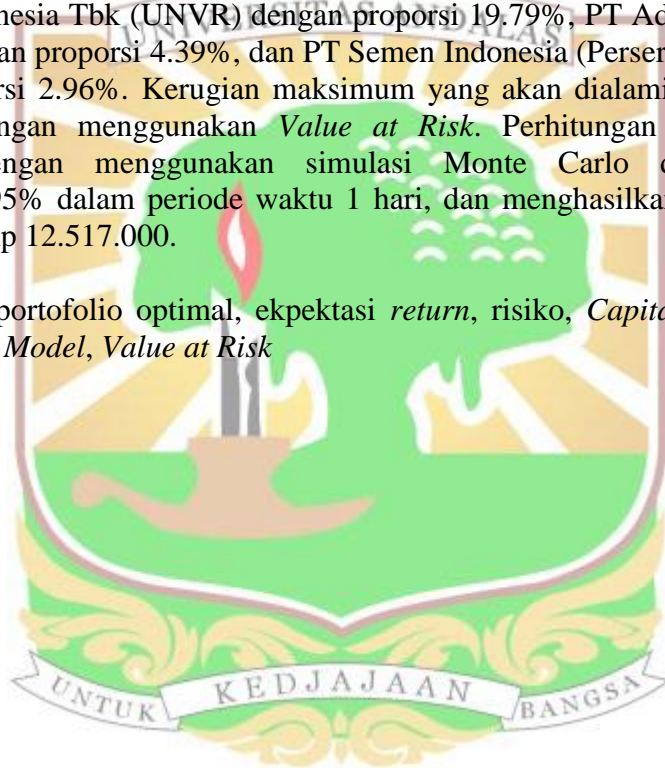 nesia Tbk (UNVR) dengan proporsi 19.79%, PT Ad
UNIVERSITAS ANDALAS
an proporsi 4.39%, dan PT Semen Indonesia (Perser
rsi 2.96%. Kerugian maksimum yang akan dialami
ngan menggunakan Value at Risk. Perhitungan
engan menggunakan simulasi Monte Carlo d
95% dalam periode waktu 1 hari, dan menghasilkan
p 12.517.000.
portofolio optimal, ekpektasi return, risiko, Capita
Model, Value at Risk
UNTUK KEDJAJAAN BANGSA